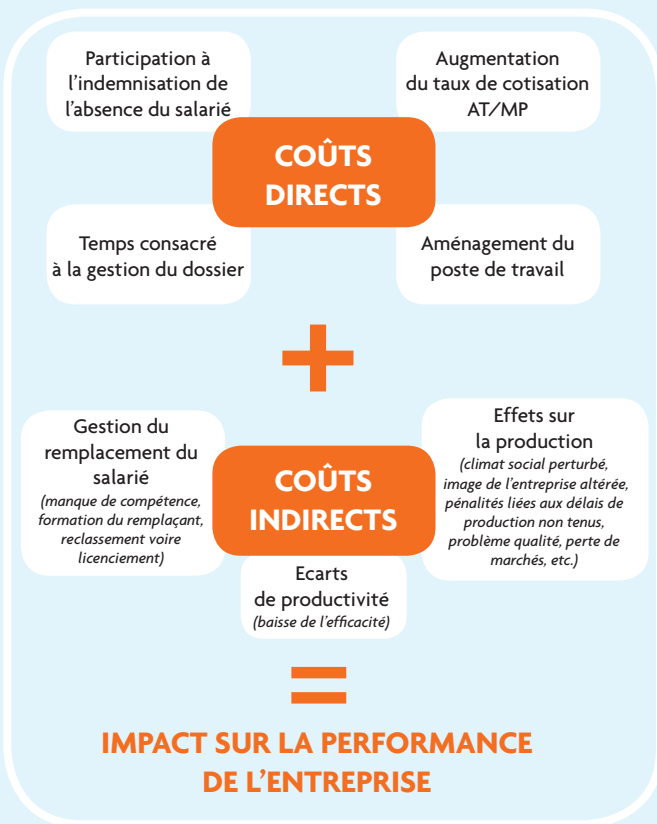 Participation à
l'indemnisation de
l'absence du salarié
Augmentation
du taux de cotisation
AT/MP
COÛTS
DIRECTS
Temps consacré
à la gestion du dossier
Aménagement du
poste de travail
+
Gestion du
remplacement du
salarié
(manque de compétence,
formation du remplaçant,
reclassement voire
licenciement)
COÛTS
INDIRECTS
Effets sur
la production
(climat social perturbé,
image de l'entreprise altérée,
pénalités liées aux délais de
production non tenus,
problème qualité, perte de
marchés, etc.)
Ecarts
de productivité
(baisse de l'efficacité)
=
IMPACT SUR LA PERFORMANCE
DE L'ENTREPRISE